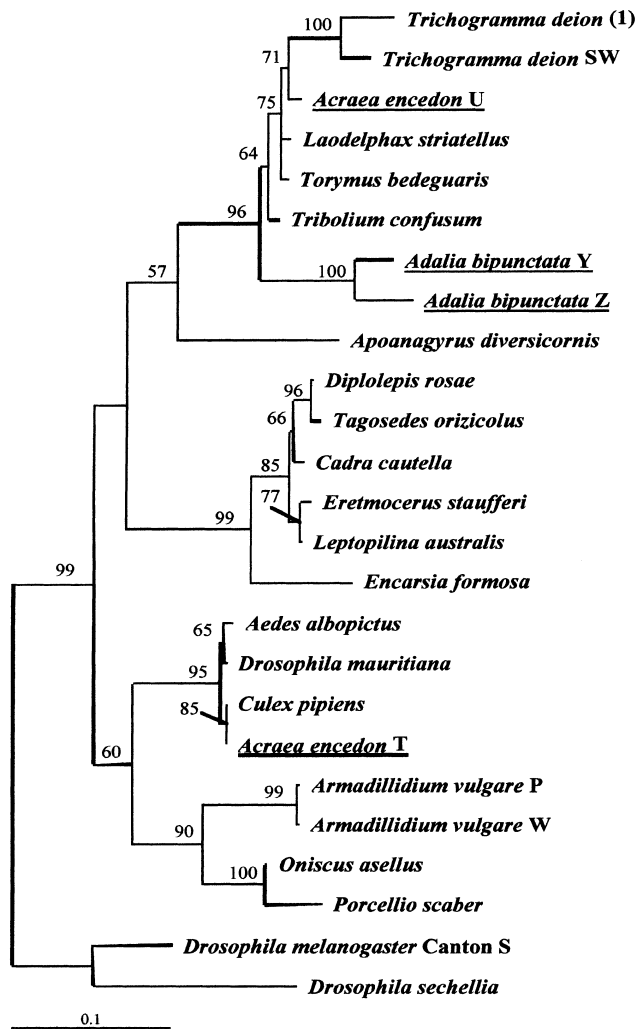 100
Trichogramma deion (1)
71
Trichogramma deion SW
75
Acraea encedon U
Laodelphax striatellus
64
Torymus bedeguaris
96
Tribolium confusum
57
100
Adalia bipunctata Y
Adalia bipunctata Z
Apoanagyrus diversicornis
96
Diplolepis rosae
66
Tagosedes orizicolus
85
Cadra cautella
77
Eretmocerus staufferi
99
Leptopilina australis
99
Encarsia formosa
65
Aedes albopictus
95
Drosophila mauritiana
85
Culex pipiens
60
Acraea encedon T
99
Armadillidium vulgare P
90
Armadillidium vulgare W
100
Oniscus asellus
Porcellio scaber
Drosophila melanogaster Canton S
Drosophila sechellia
0.1